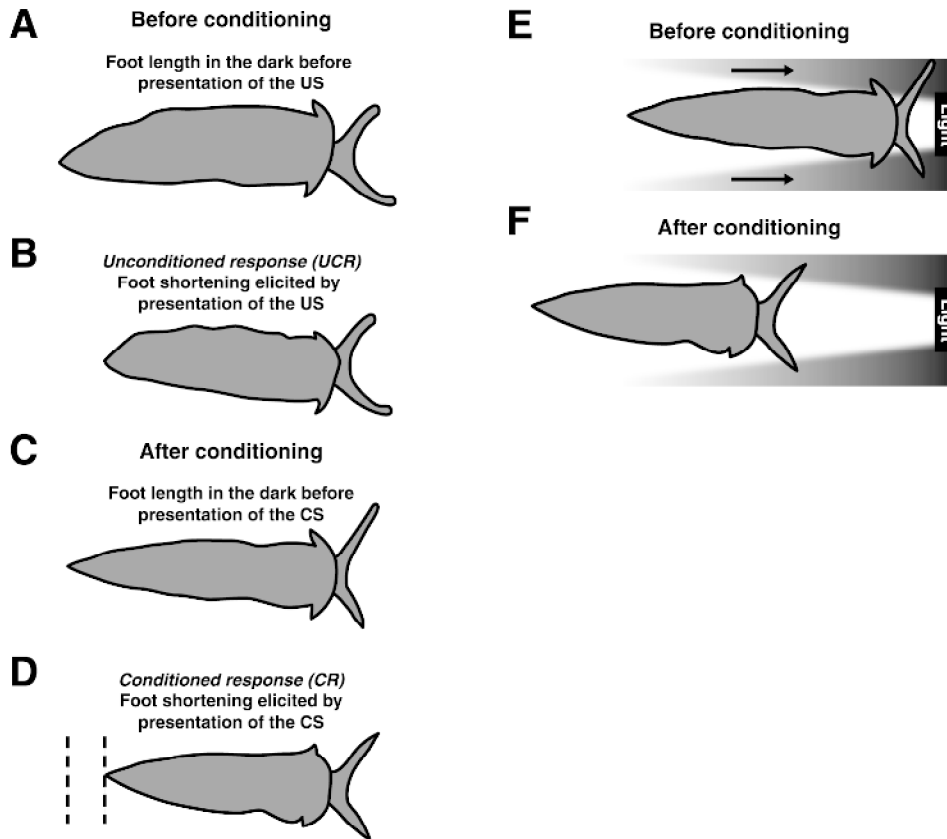 A
Before conditioning
Foot length in the dark before
presentation of the US
B
Unconditioned response (UCR)
Foot shortening elicited by
presentation of the US
C
After conditioning
Foot length in the dark before
presentation of the CS
D
Conditioned response (CR)
Foot shortening elicited by
presentation of the CS
E
Before conditioning
Light
F
After conditioning
Light